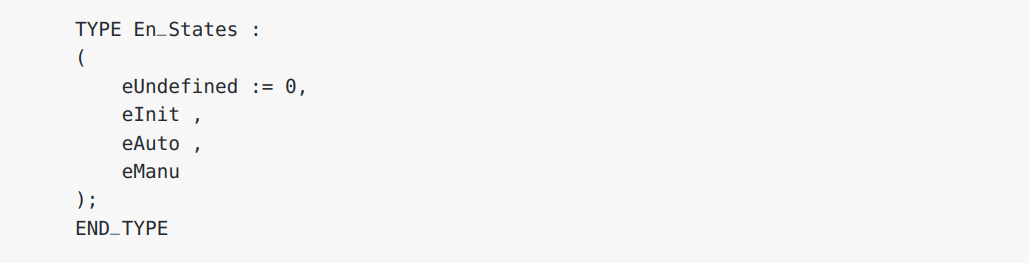 TYPE En_States :
(
    eUndefined := 0,
    eInit ,
    eAuto ,
    eManu
);
END_TYPE